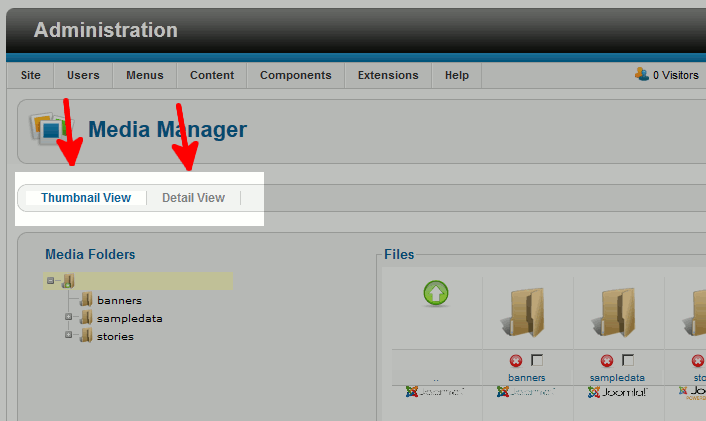 Administration
Site Users Menus Content Components Extensions Help 0 Visitors
Media Manager
Thumbnail View Detail View
Media Folders
Files
banners
sampledata
stories
.. banners sampledata sto
Joomla!